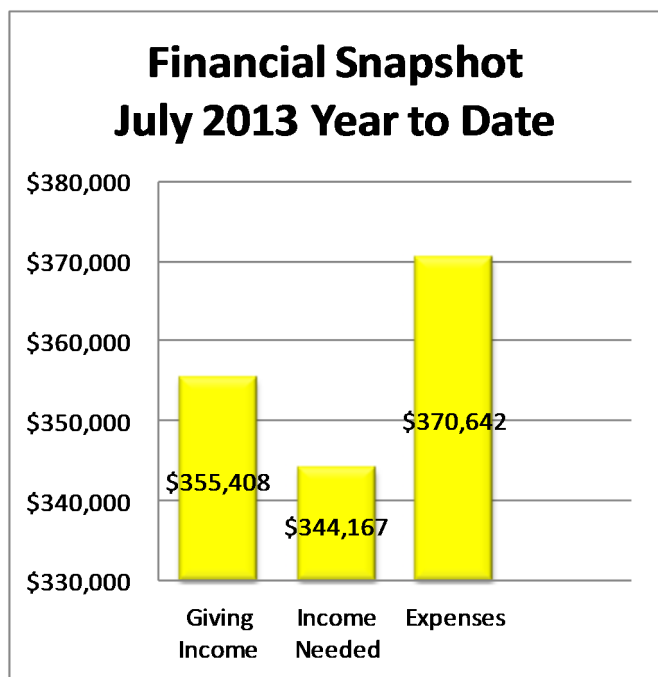 Financial Snapshot
July 2013 Year to Date
$380,000
$370,000
$360,000
$350,000
$340,000
$330,000
$355,408
$344,167
$370,642
Giving
Income
Income
Needed
Expenses